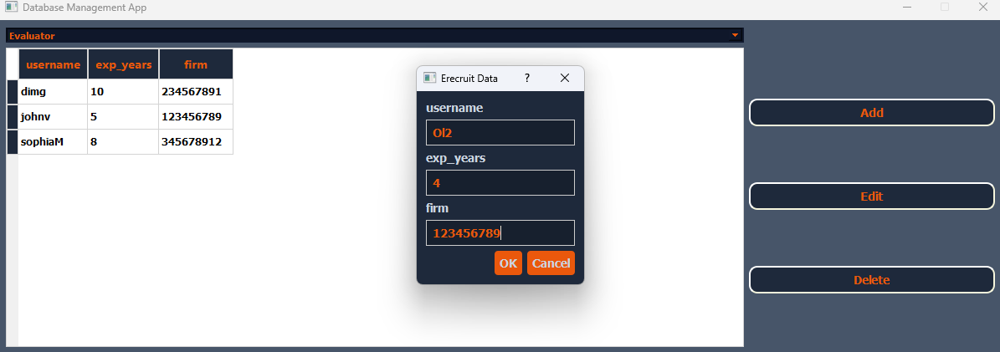 Database Management App
Evaluator
username exp_years firm
dimg 10 234567891
johnv 5 123456789
sophiaM 8 345678912
Erecruit Data ?
username
Ol2
exp_years
4
firm
123456789
OK Cancel
Add
Edit
Delete